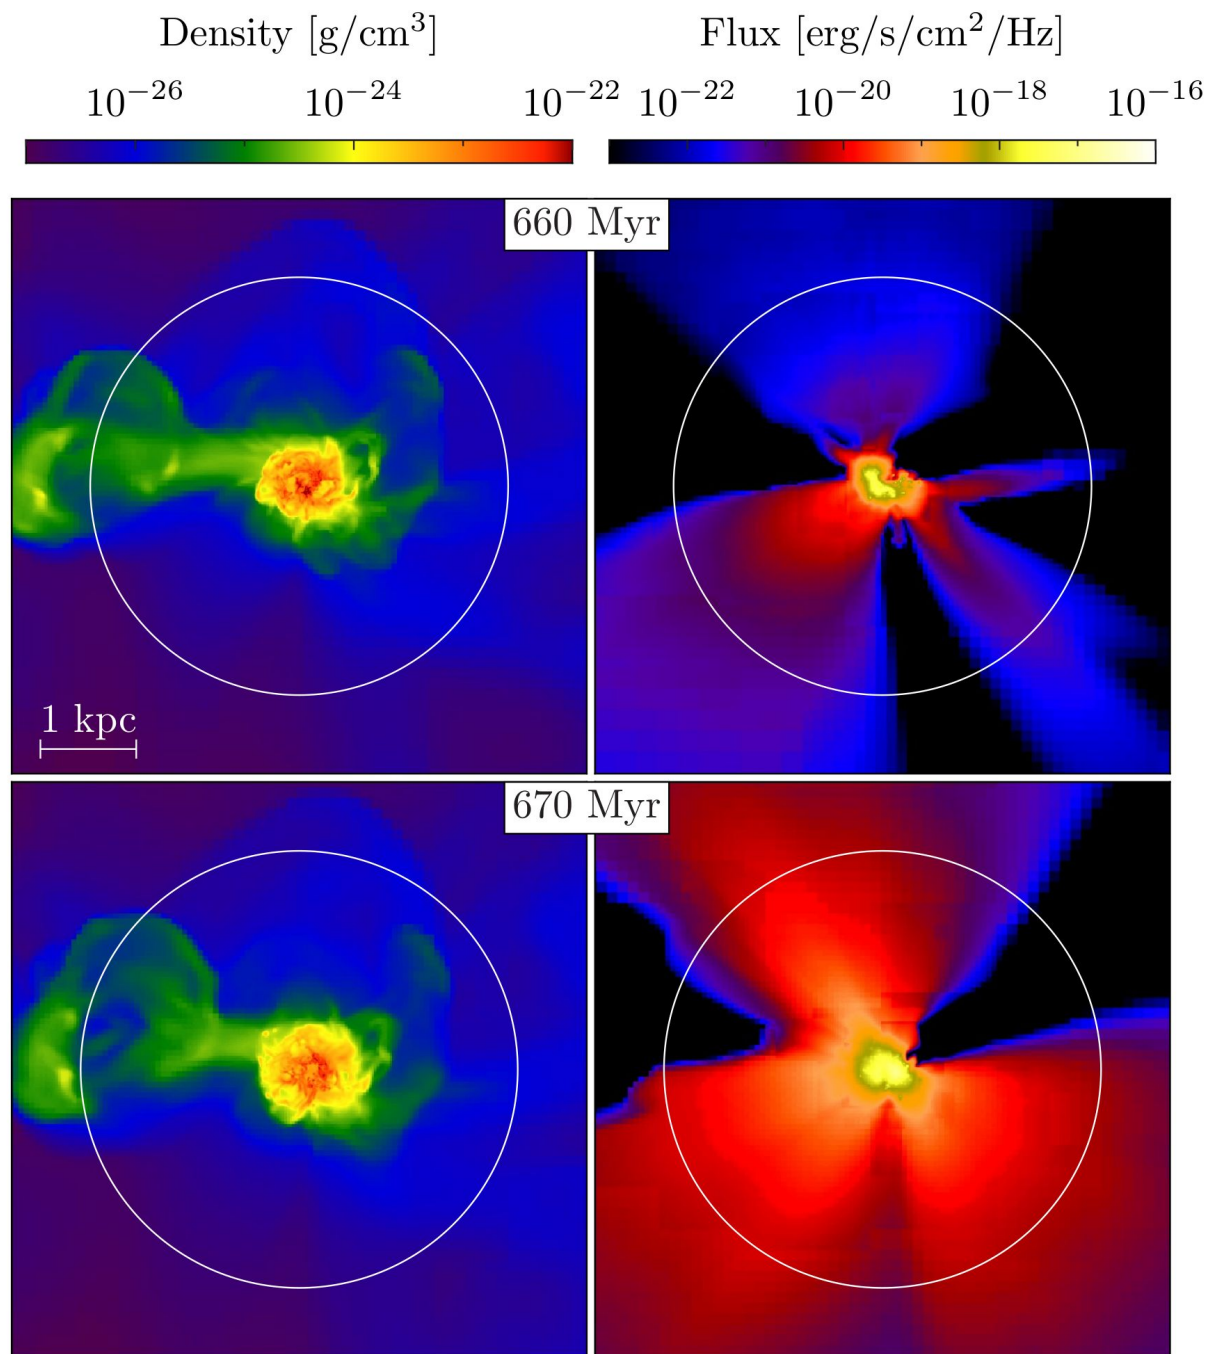 Density [g/cm³] Flux [erg/s/cm²/Hz]
10⁻²⁶ 10⁻²⁴ 10⁻²² 10⁻²² 10⁻²⁰ 10⁻¹⁸ 10⁻¹⁶
660 Myr
1 kpc
670 Myr